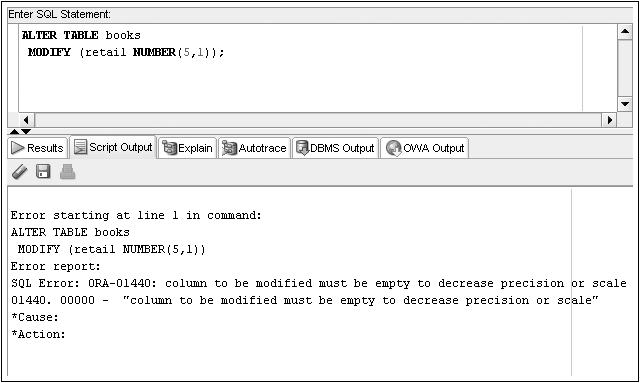 Enter SQL Statement:
ALTER TABLE books
MODIFY (retail NUMBER(5,1));
Results Script Output Explain Autotrace DBMS Output OWA Output
Error starting at line 1 in command:
ALTER TABLE books
MODIFY (retail NUMBER(5,1))
Error report:
SQL Error: ORA-01440: column to be modified must be empty to decrease precision or scale
01440. 00000 - "column to be modified must be empty to decrease precision or scale"
*Cause:
*Action: